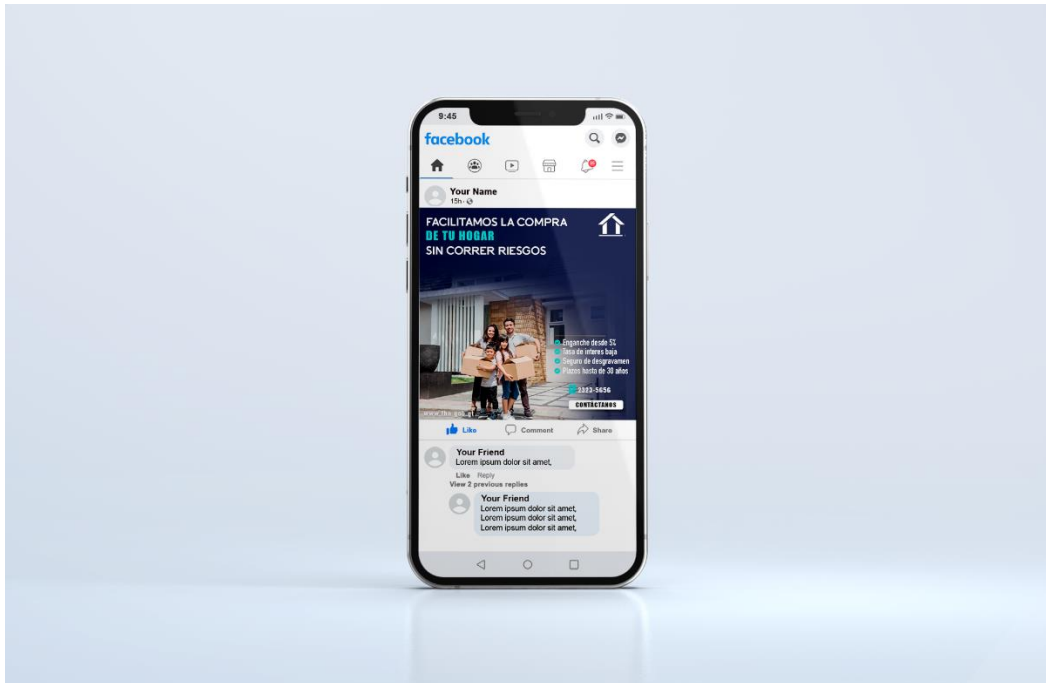 9:45
facebook
Your Name
15h
FACILITAMOS LA COMPRA
DE TU HOGAR
SIN CORRER RIESGOS
Enganche desde 5%
Tasa de interes baja
Seguro de desgravamen
Plazos hasta de 30 años
2323-5656
CONTÁCTANOS
Like Comment Share
Your Friend
Lorem ipsum dolor sit amet,
Like Reply
View 2 previous replies
Your Friend
Lorem ipsum dolor sit amet,
Lorem ipsum dolor sit amet,
Lorem ipsum dolor sit amet,